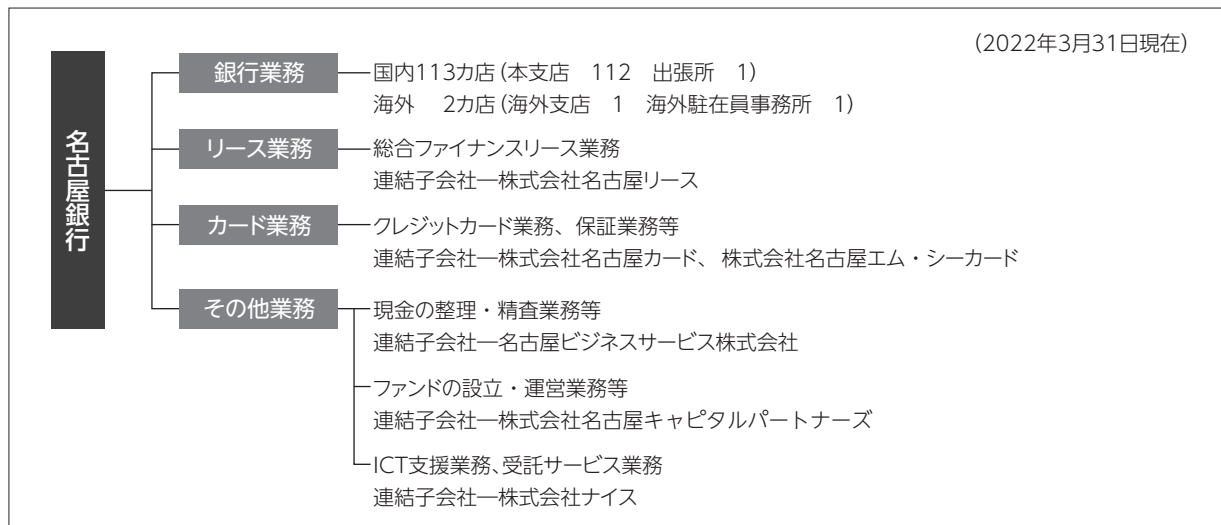 (2022年3月31日現在)
名古屋銀行
銀行業務
国内113カ店(本支店 112 出張所 1)
海外 2カ店(海外支店 1 海外駐在員事務所 1)
リース業務
総合ファイナンスリース業務
連結子会社―株式会社名古屋リース
カード業務
クレジットカード業務、保証業務等
連結子会社―株式会社名古屋カード、株式会社名古屋エム・シーカード
その他業務
現金の整理・精査業務等
連結子会社―名古屋ビジネスサービス株式会社
ファンドの設立・運営業務等
連結子会社―株式会社名古屋キャピタルパートナーズ
ICT支援業務、受託サービス業務
連結子会社―株式会社ナイス